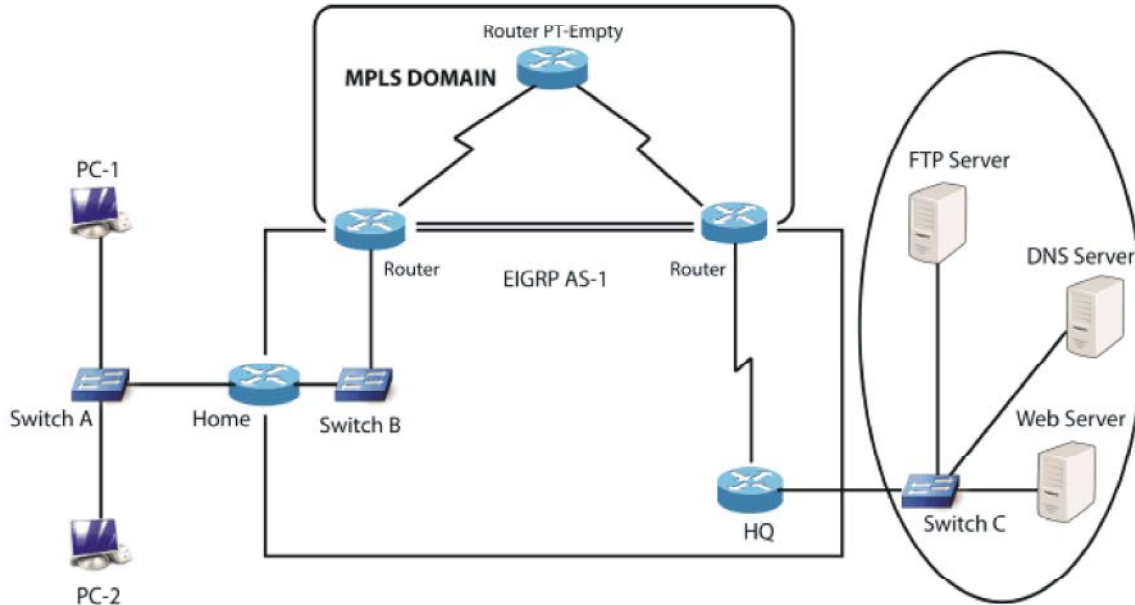 Router PT-Empty
MPLS DOMAIN
PC-1
FTP Server
DNS Server
Router
Router
EIGRP AS-1
Switch A
Home
Switch B
Web Server
Switch C
HQ
PC-2